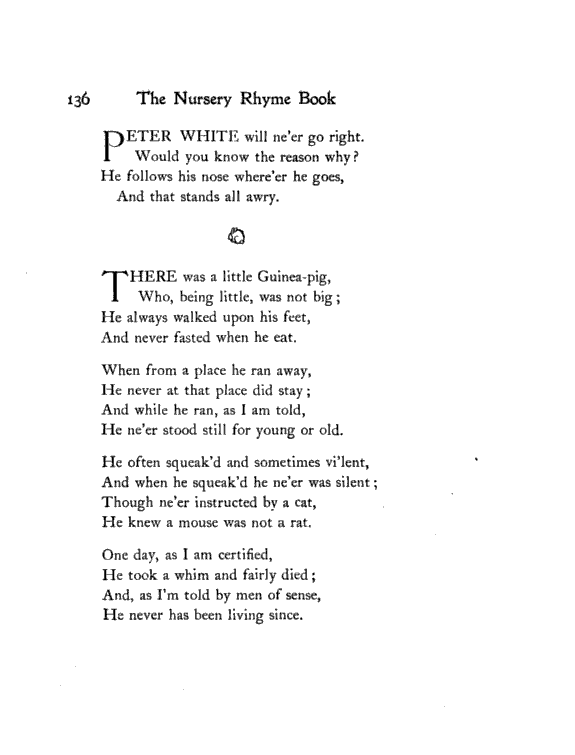 136 The Nursery Rhyme Book
PETER WHITE will ne'er go right.
Would you know the reason why?
He follows his nose where'er he goes,
And that stands all awry.
THERE was a little Guinea-pig,
Who, being little, was not big;
He always walked upon his feet,
And never fasted when he eat.
When from a place he ran away,
He never at that place did stay;
And while he ran, as I am told,
He ne'er stood still for young or old.
He often squeak'd and sometimes vi'lent,
And when he squeak'd he ne'er was silent;
Though ne'er instructed by a cat,
He knew a mouse was not a rat.
One day, as I am certified,
He took a whim and fairly died;
And, as I'm told by men of sense,
He never has been living since.